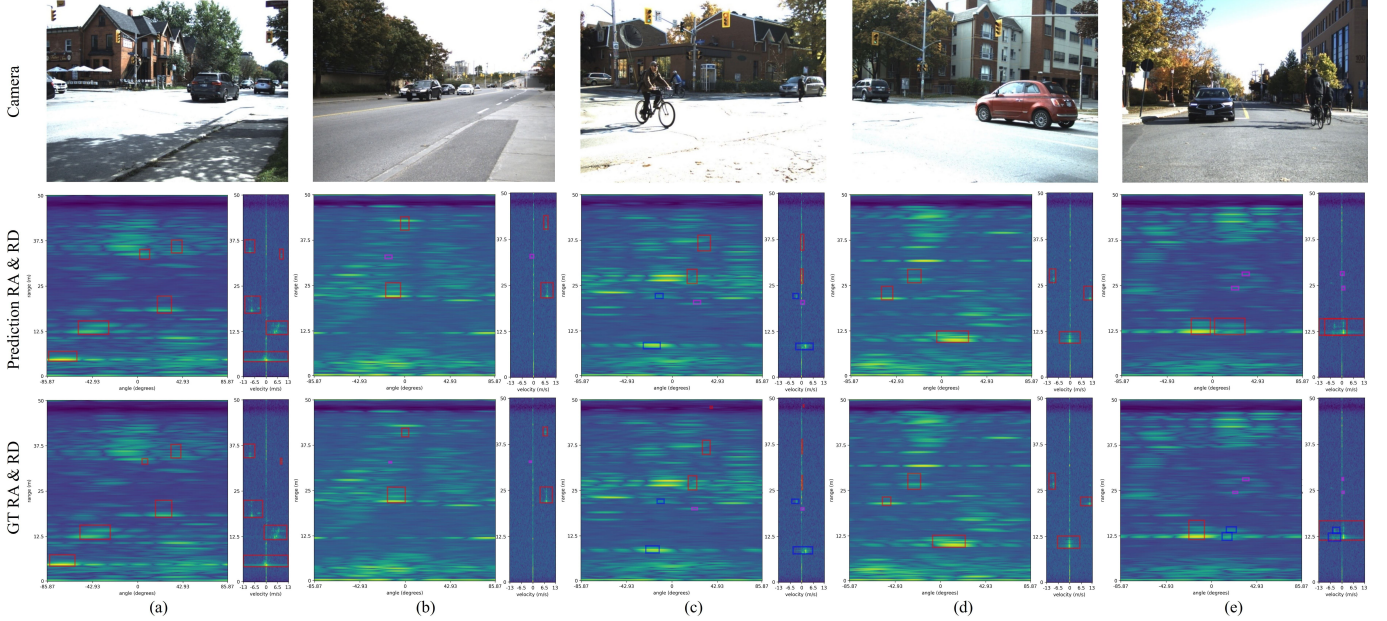 Camera
Prediction RA & RD
GT RA & RD
range (m)
50
37.5
25
12.5
0
-85.87 -42.93 0 42.93 85.87
angle (degrees)
-13 -6.5 0 6.5 13
velocity (m/s)
(a) (b) (c) (d) (e)